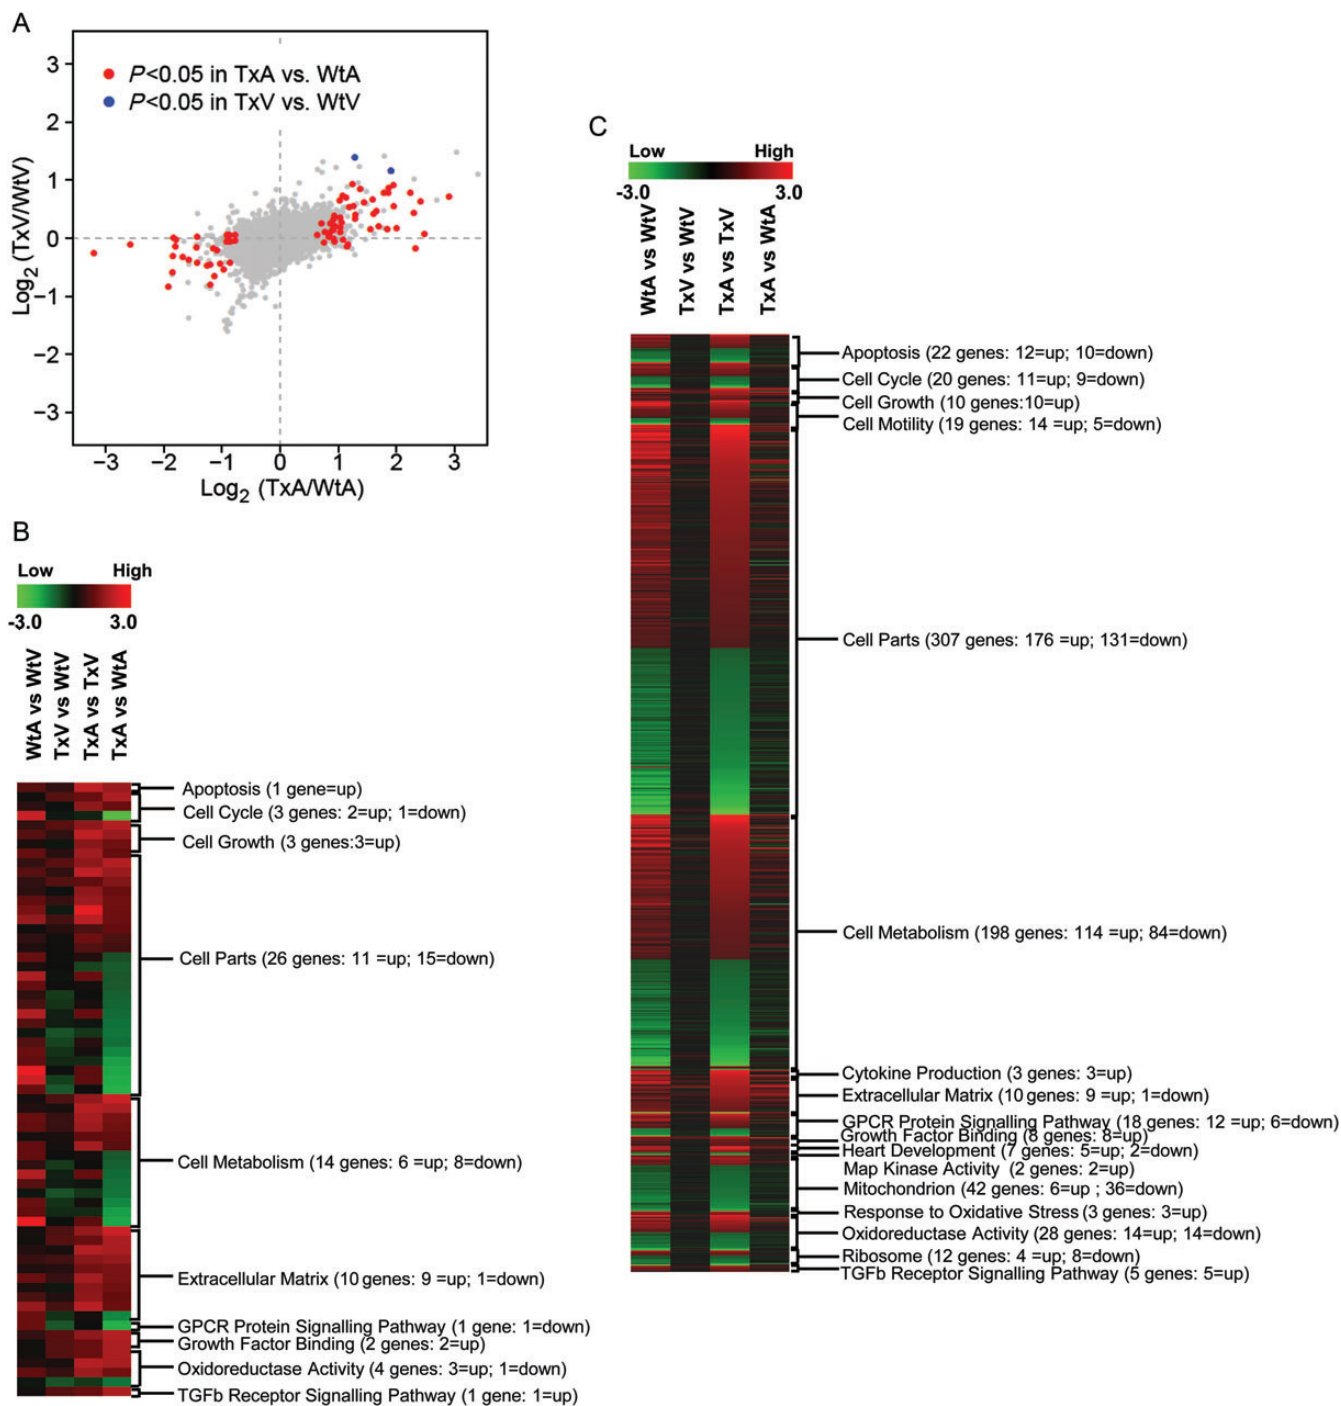 A
P<0.05 in TxA vs. WtA
P<0.05 in TxV vs. WtV
Log2 (TxV/WtV)
3
2
1
0
−1
−2
−3
−3
−2
−1
0
1
2
3
Log2 (TxA/WtA)
B
Low High
-3.0 3.0
WtA vs WtV
TxV vs WtV
TxA vs TxV
TxA vs WtA
Apoptosis (1 gene=up)
Cell Cycle (3 genes: 2=up; 1=down)
Cell Growth (3 genes:3=up)
Cell Parts (26 genes: 11 =up; 15=down)
Cell Metabolism (14 genes: 6 =up; 8=down)
Extracellular Matrix (10 genes: 9 =up; 1=down)
GPCR Protein Signalling Pathway (1 gene: 1=down)
Growth Factor Binding (2 genes: 2=up)
Oxidoreductase Activity (4 genes: 3=up; 1=down)
TGFb Receptor Signalling Pathway (1 gene: 1=up)
C
Low High
-3.0 3.0
WtA vs WtV
TxV vs WtV
TxA vs TxV
TxA vs WtA
Apoptosis (22 genes: 12=up; 10=down)
Cell Cycle (20 genes: 11=up; 9=down)
Cell Growth (10 genes:10=up)
Cell Motility (19 genes: 14 =up; 5=down)
Cell Parts (307 genes: 176 =up; 131=down)
Cell Metabolism (198 genes: 114 =up; 84=down)
Cytokine Production (3 genes: 3=up)
Extracellular Matrix (10 genes: 9 =up; 1=down)
GPCR Protein Signalling Pathway (18 genes: 12 =up; 6=down)
Growth Factor Binding (8 genes: 8=up)
Heart Development (7 genes: 5=up; 2=down)
Map Kinase Activity (2 genes: 2=up)
Mitochondrion (42 genes: 6=up ; 36=down)
Response to Oxidative Stress (3 genes: 3=up)
Oxidoreductase Activity (28 genes: 14=up; 14=down)
Ribosome (12 genes: 4 =up; 8=down)
TGFb Receptor Signalling Pathway (5 genes: 5=up)